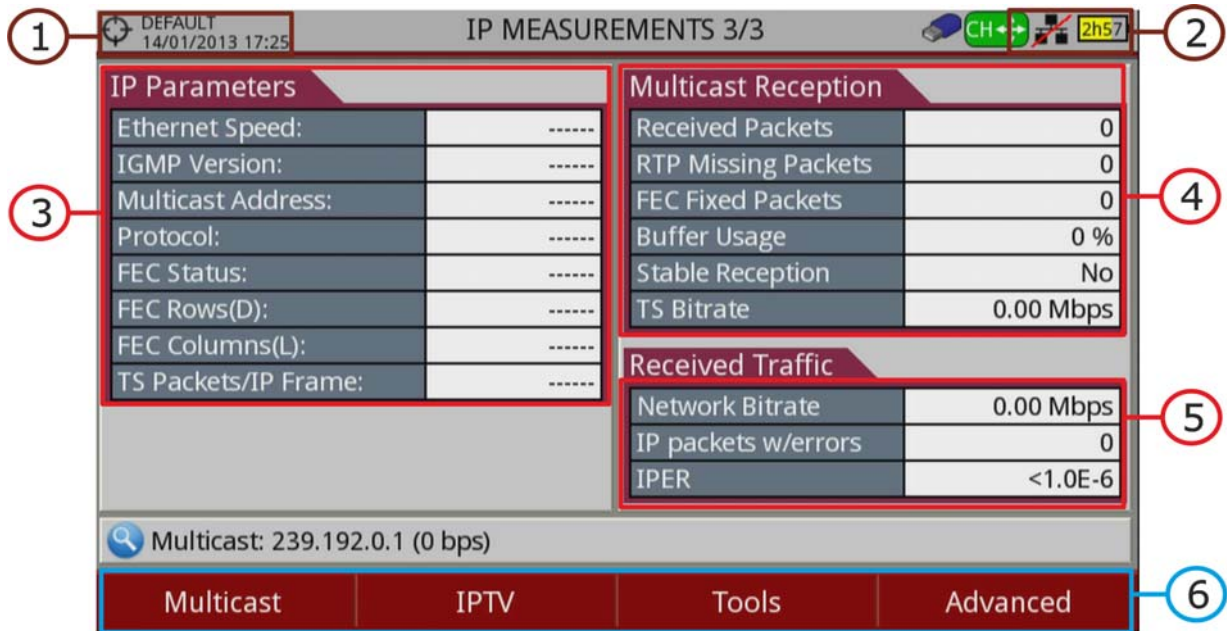 1
DEFAULT
14/01/2013 17:25
IP MEASUREMENTS 3/3
CH
2h57
2
3
IP Parameters
Ethernet Speed: ------
IGMP Version: ------
Multicast Address: ------
Protocol: ------
FEC Status: ------
FEC Rows(D): ------
FEC Columns(L): ------
TS Packets/IP Frame: ------
Multicast Reception
Received Packets 0
RTP Missing Packets 0
FEC Fixed Packets 0
Buffer Usage 0 %
Stable Reception No
TS Bitrate 0.00 Mbps
4
Received Traffic
Network Bitrate 0.00 Mbps
IP packets w/errors 0
IPER <1.0E-6
5
Multicast: 239.192.0.1 (0 bps)
Multicast IPTV Tools Advanced
6